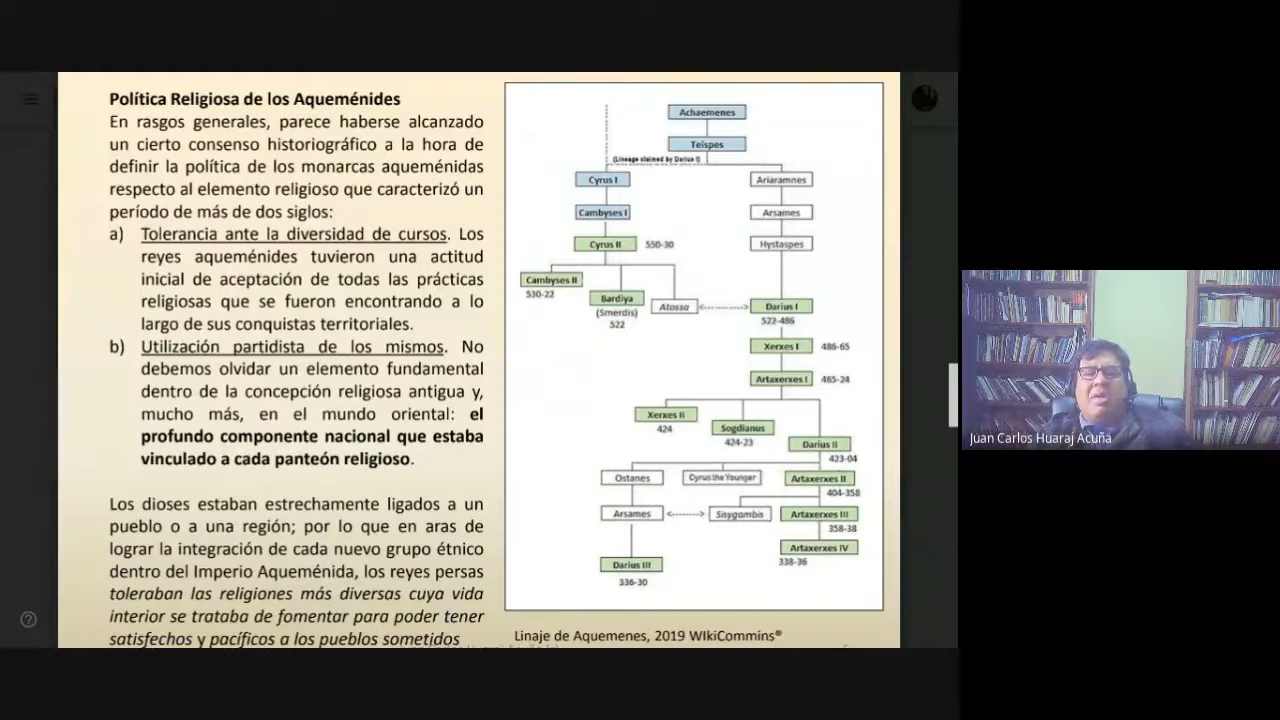 Política Religiosa de los Aqueménides
En rasgos generales, parece haberse alcanzado
un cierto consenso historiográfico a la hora de
definir la política de los monarcas aqueménidas
respecto al elemento religioso que caracterizó un
período de más de dos siglos:
a) Tolerancia ante la diversidad de cursos. Los
reyes aqueménides tuvieron una actitud
inicial de aceptación de todas las prácticas
religiosas que se fueron encontrando a lo
largo de sus conquistas territoriales.
b) Utilización partidista de los mismos. No
debemos olvidar un elemento fundamental
dentro de la concepción religiosa antigua y,
mucho más, en el mundo oriental: el
profundo componente nacional que estaba
vinculado a cada panteón religioso.
Los dioses estaban estrechamente ligados a un
pueblo o a una región; por lo que en aras de
lograr la integración de cada nuevo grupo étnico
dentro del Imperio Aqueménida, los reyes persas
toleraban las religiones más diversas cuya vida
interior se trataba de fomentar para poder tener
satisfechos y pacíficos a los pueblos sometidos
Achaemenes
Teispes
(Lineage claimed by Darius I)
Cyrus I
Ariaramnes
Cambyses I
Arsames
Cyrus II 550-30
Hystaspes
Cambyses II
530-22
Bardiya
(Smerdis)
522
Atossa
Darius I
522-486
Xerxes I 486-65
Artaxerxes I 465-24
Xerxes II
424
Sogdianus
424-23
Darius II
423-04
Ostanes
Cyrus the Younger
Artaxerxes II
404-358
Arsames
Sisygambis
Artaxerxes III
358-38
Artaxerxes IV
338-36
Darius III
336-30
Linaje de Aquemenes, 2019 WIkiCommins®
Juan Carlos Huaraj Acuña